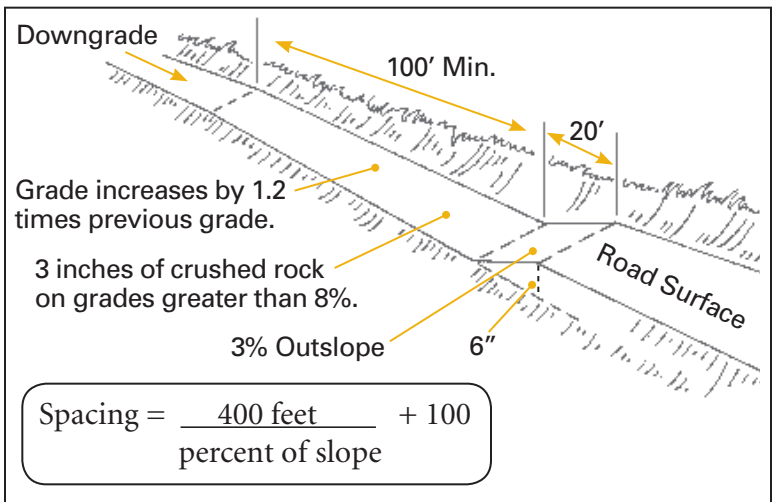 Downgrade
100′ Min.
20′
Grade increases by 1.2
times previous grade.
3 inches of crushed rock
on grades greater than 8%.
Road Surface
3% Outslope
6″
Spacing = 400 feet + 100
percent of slope